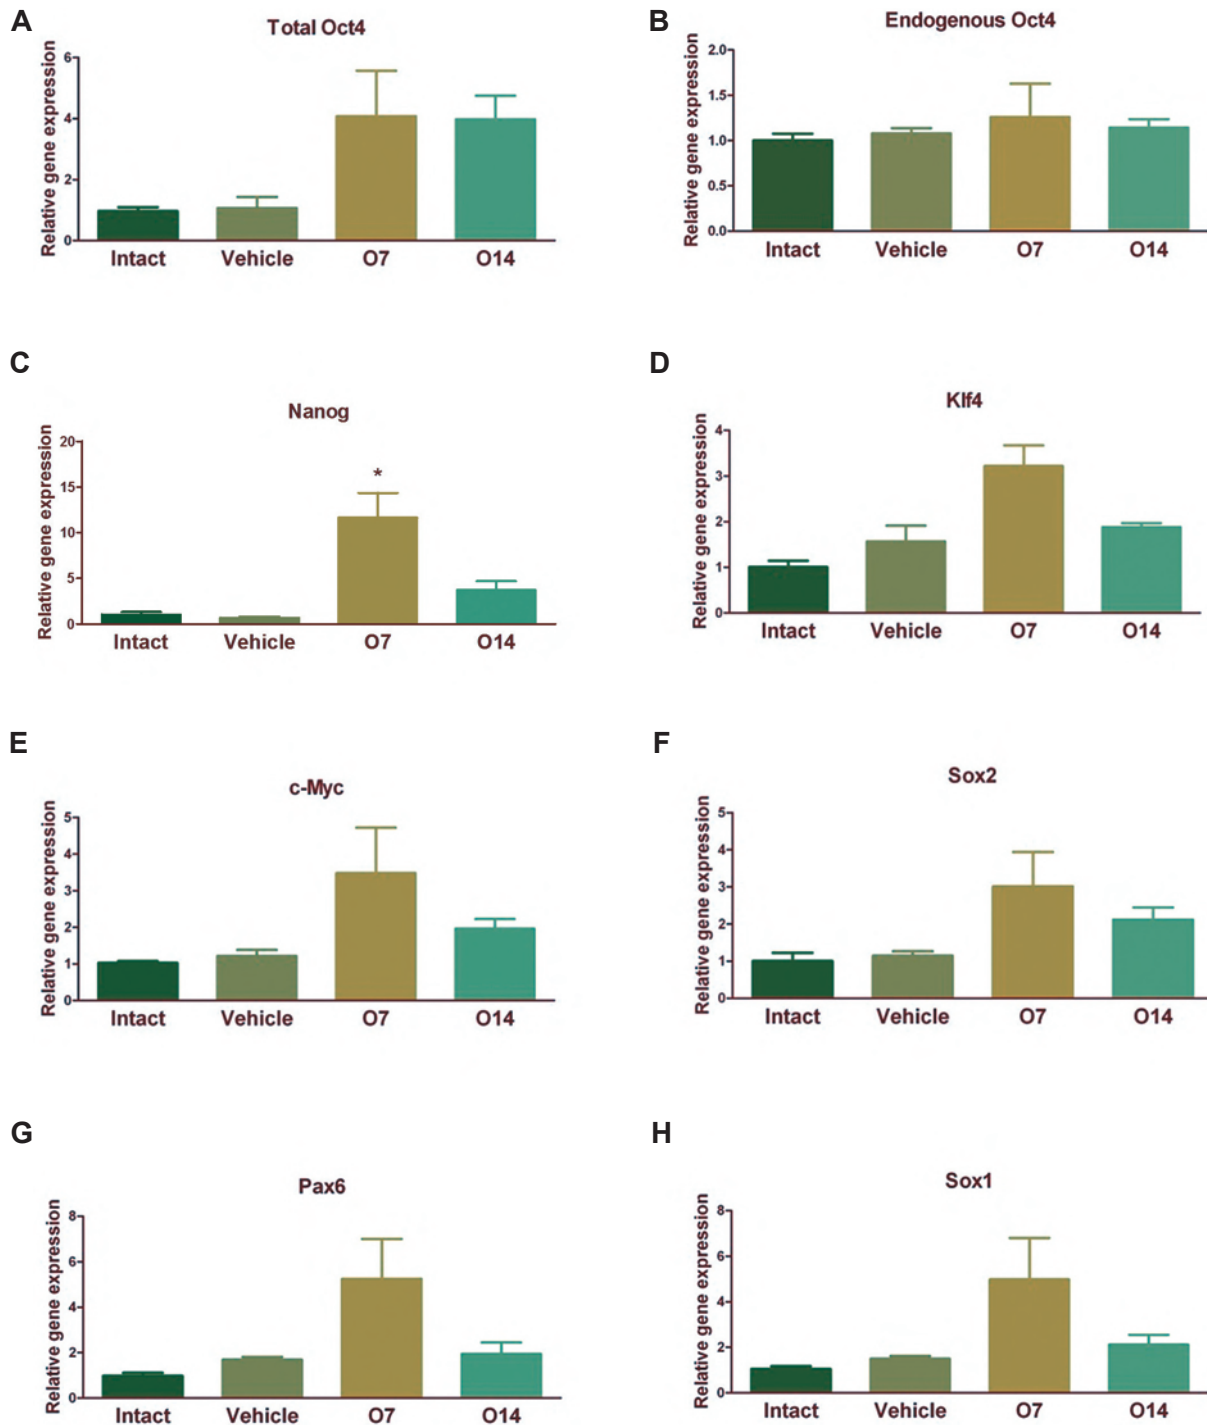 A
Total Oct4
Relative gene expression
6
4
2
0
Intact Vehicle O7 O14
B
Endogenous Oct4
Relative gene expression
2.0
1.5
1.0
0.5
0.0
Intact Vehicle O7 O14
C
Nanog
Relative gene expression
20
15
10
5
0
*
Intact Vehicle O7 O14
D
Klf4
Relative gene expression
4
3
2
1
0
Intact Vehicle O7 O14
E
c-Myc
Relative gene expression
5
4
3
2
1
0
Intact Vehicle O7 O14
F
Sox2
Relative gene expression
5
4
3
2
1
0
Intact Vehicle O7 O14
G
Pax6
Relative gene expression
8
6
4
2
0
Intact Vehicle O7 O14
H
Sox1
Relative gene expression
8
6
4
2
0
Intact Vehicle O7 O14